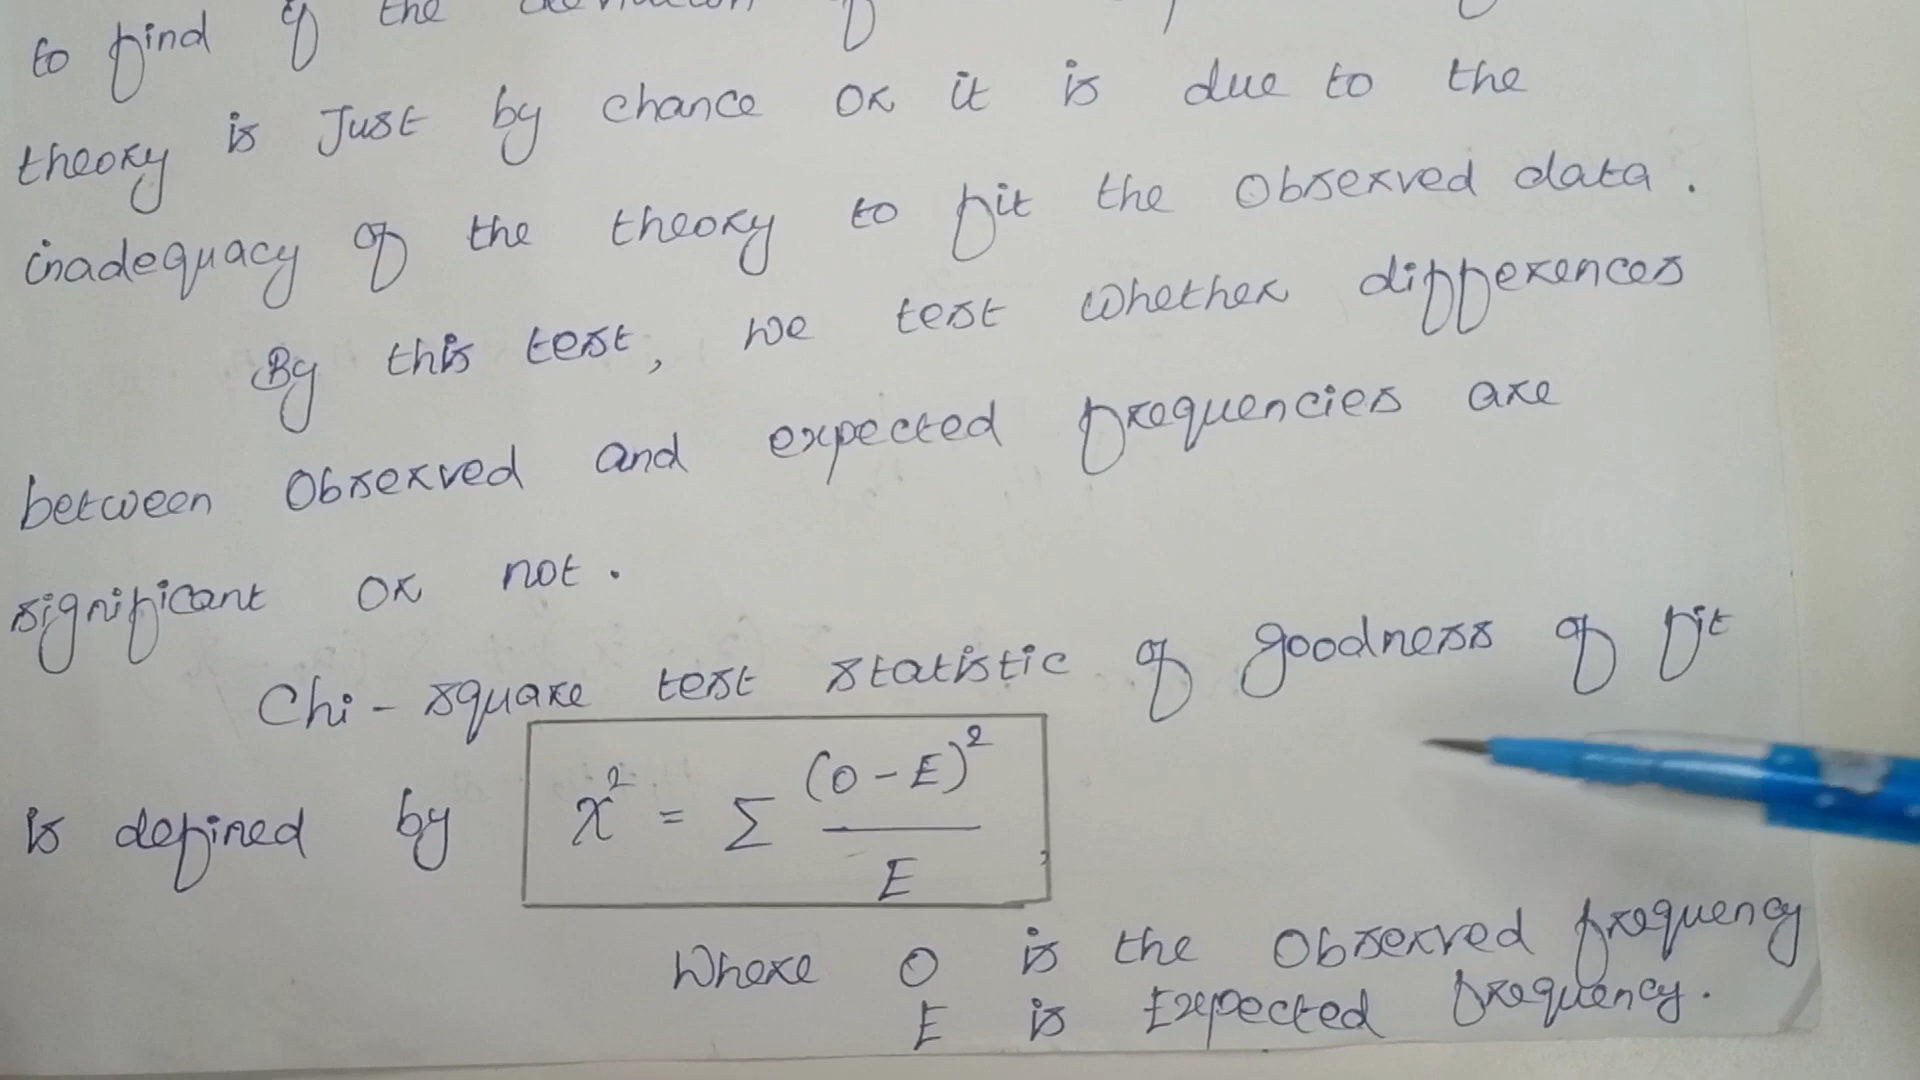 to find if the deviation of
theory is Just by chance or it is due to the
inadequacy of the theory to fit the Observed data.
By this test, we test whether differences
between Observed and expected frequencies are
significant or not.
Chi-square test statistic of goodness of fit
is defined by χ² = Σ (O-E)² / E,
Where O is the Observed frequency
E is Expected frequency.